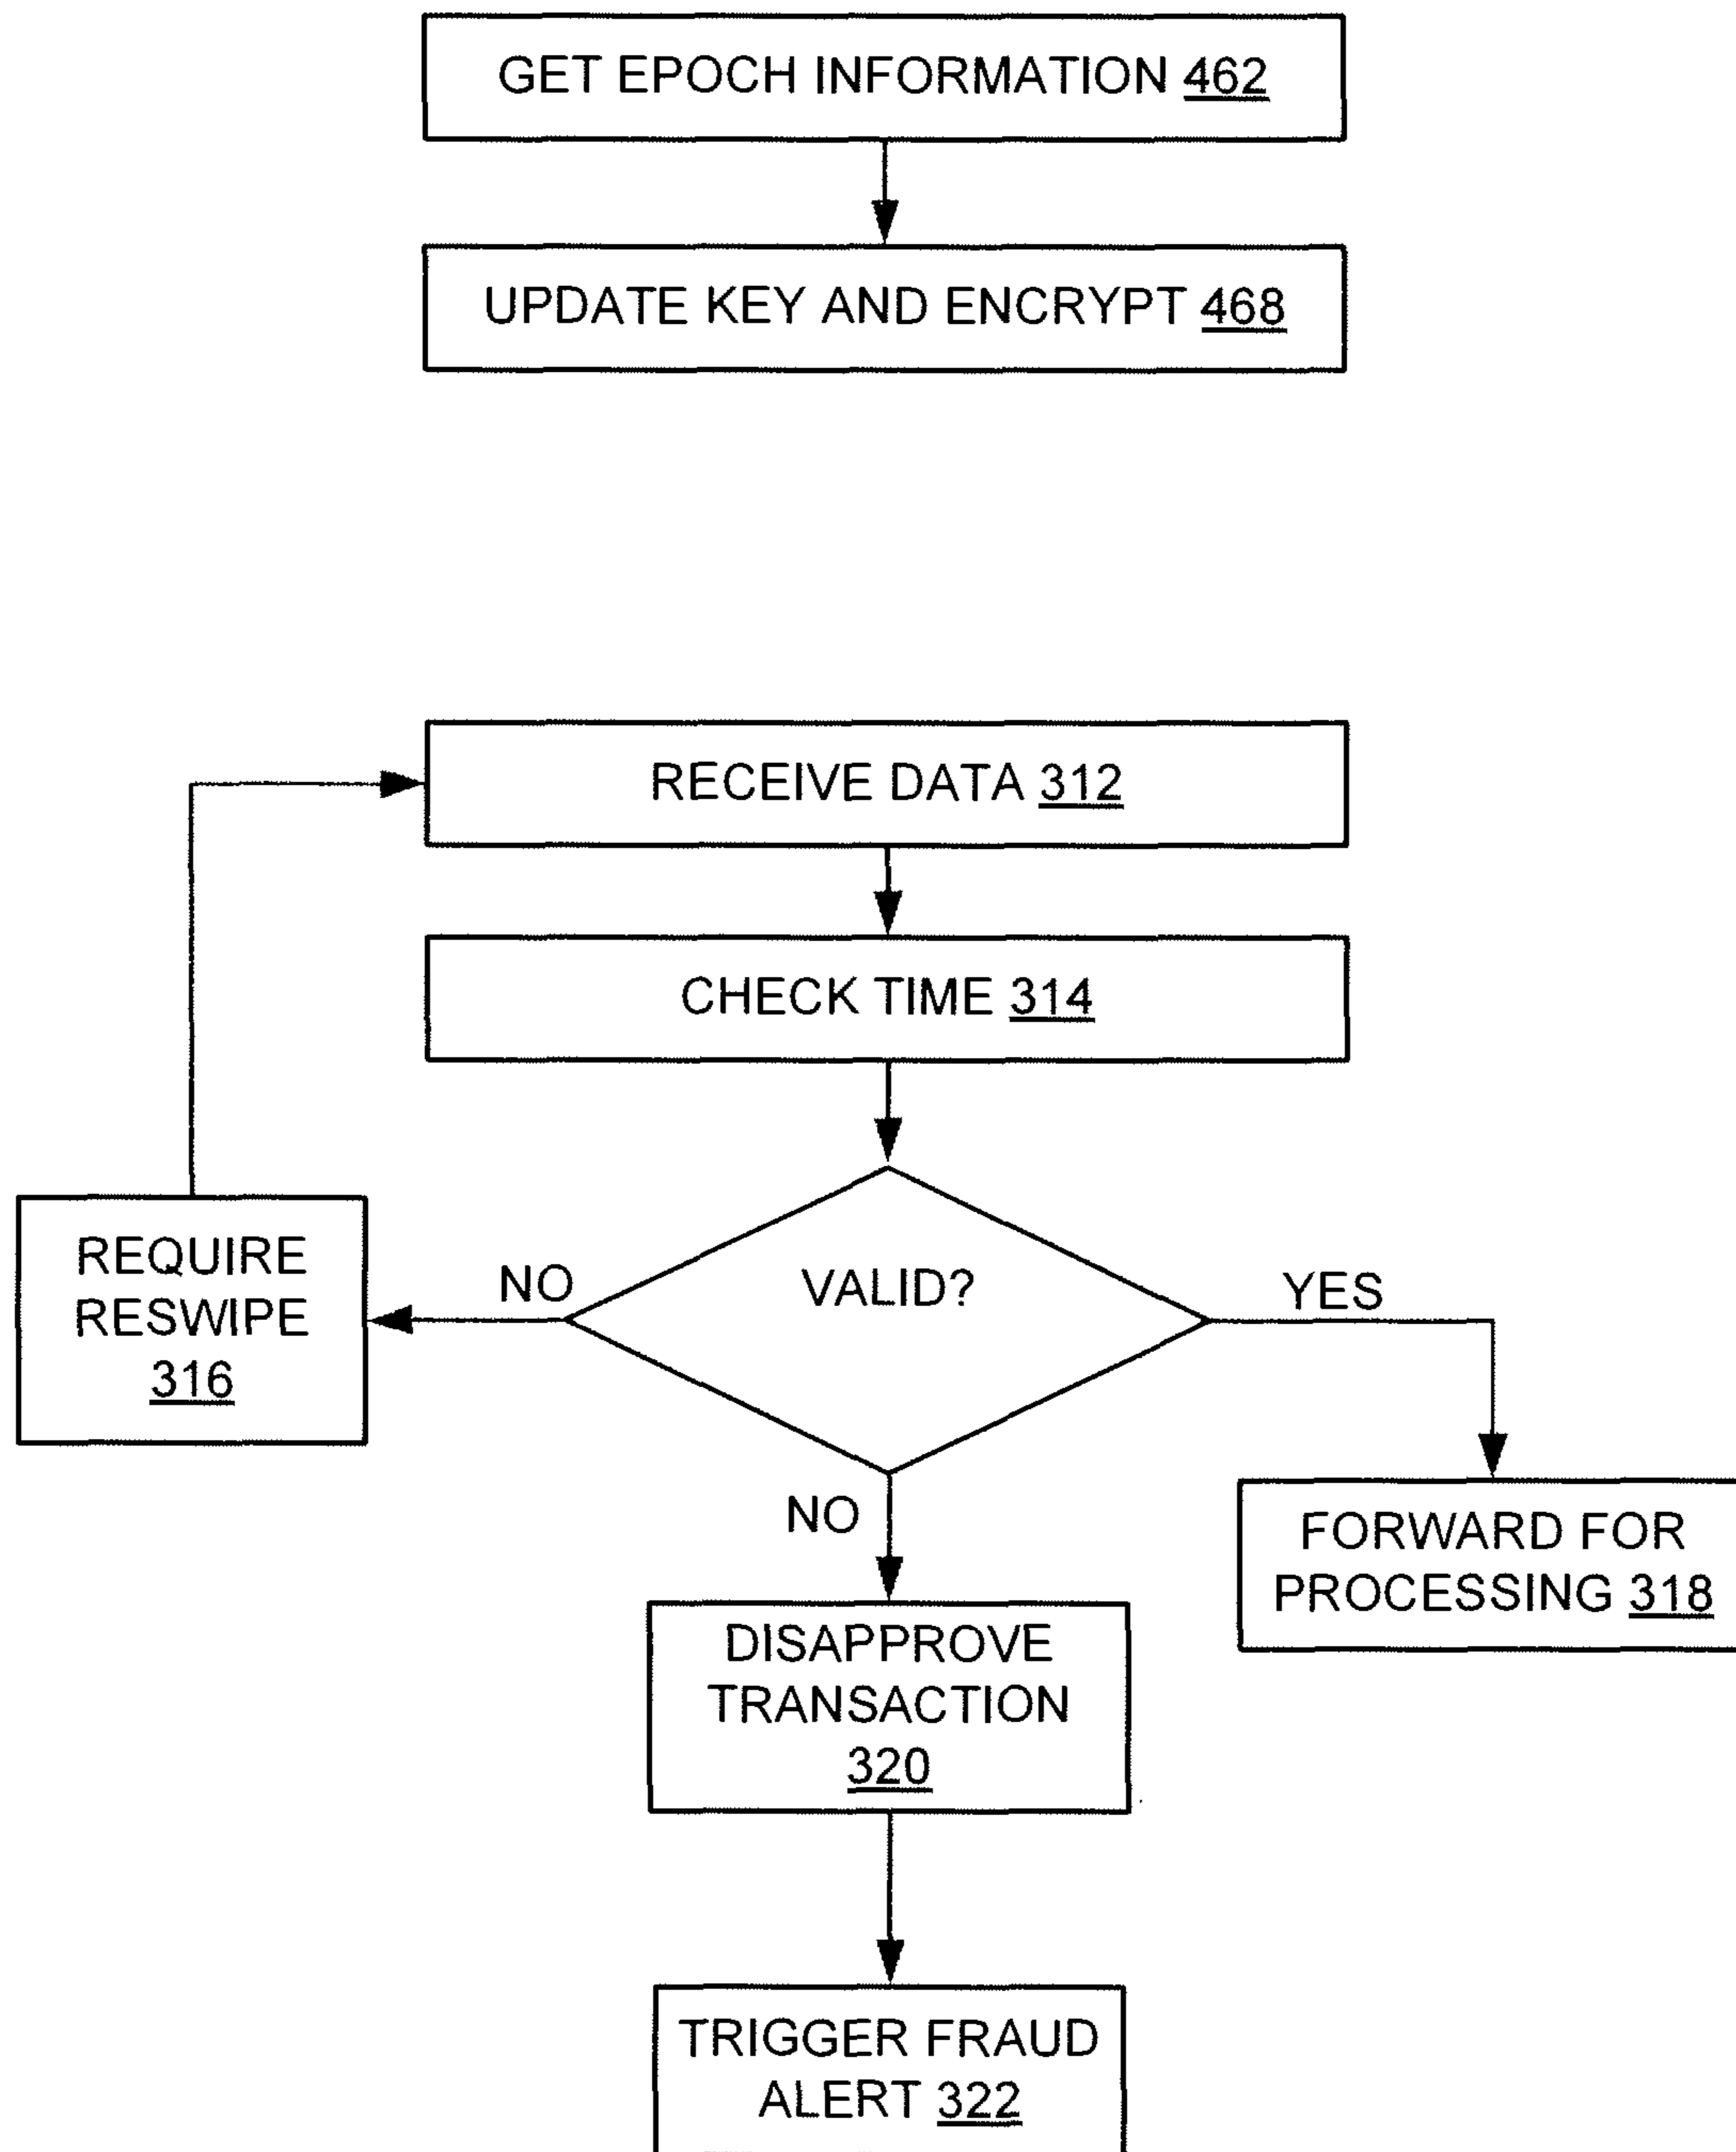 GET EPOCH INFORMATION 462
UPDATE KEY AND ENCRYPT 468
RECEIVE DATA 312
CHECK TIME 314
VALID?
NO
YES
REQUIRE
RESWIPE
316
NO
FORWARD FOR
PROCESSING 318
DISAPPROVE
TRANSACTION
320
TRIGGER FRAUD
ALERT 322